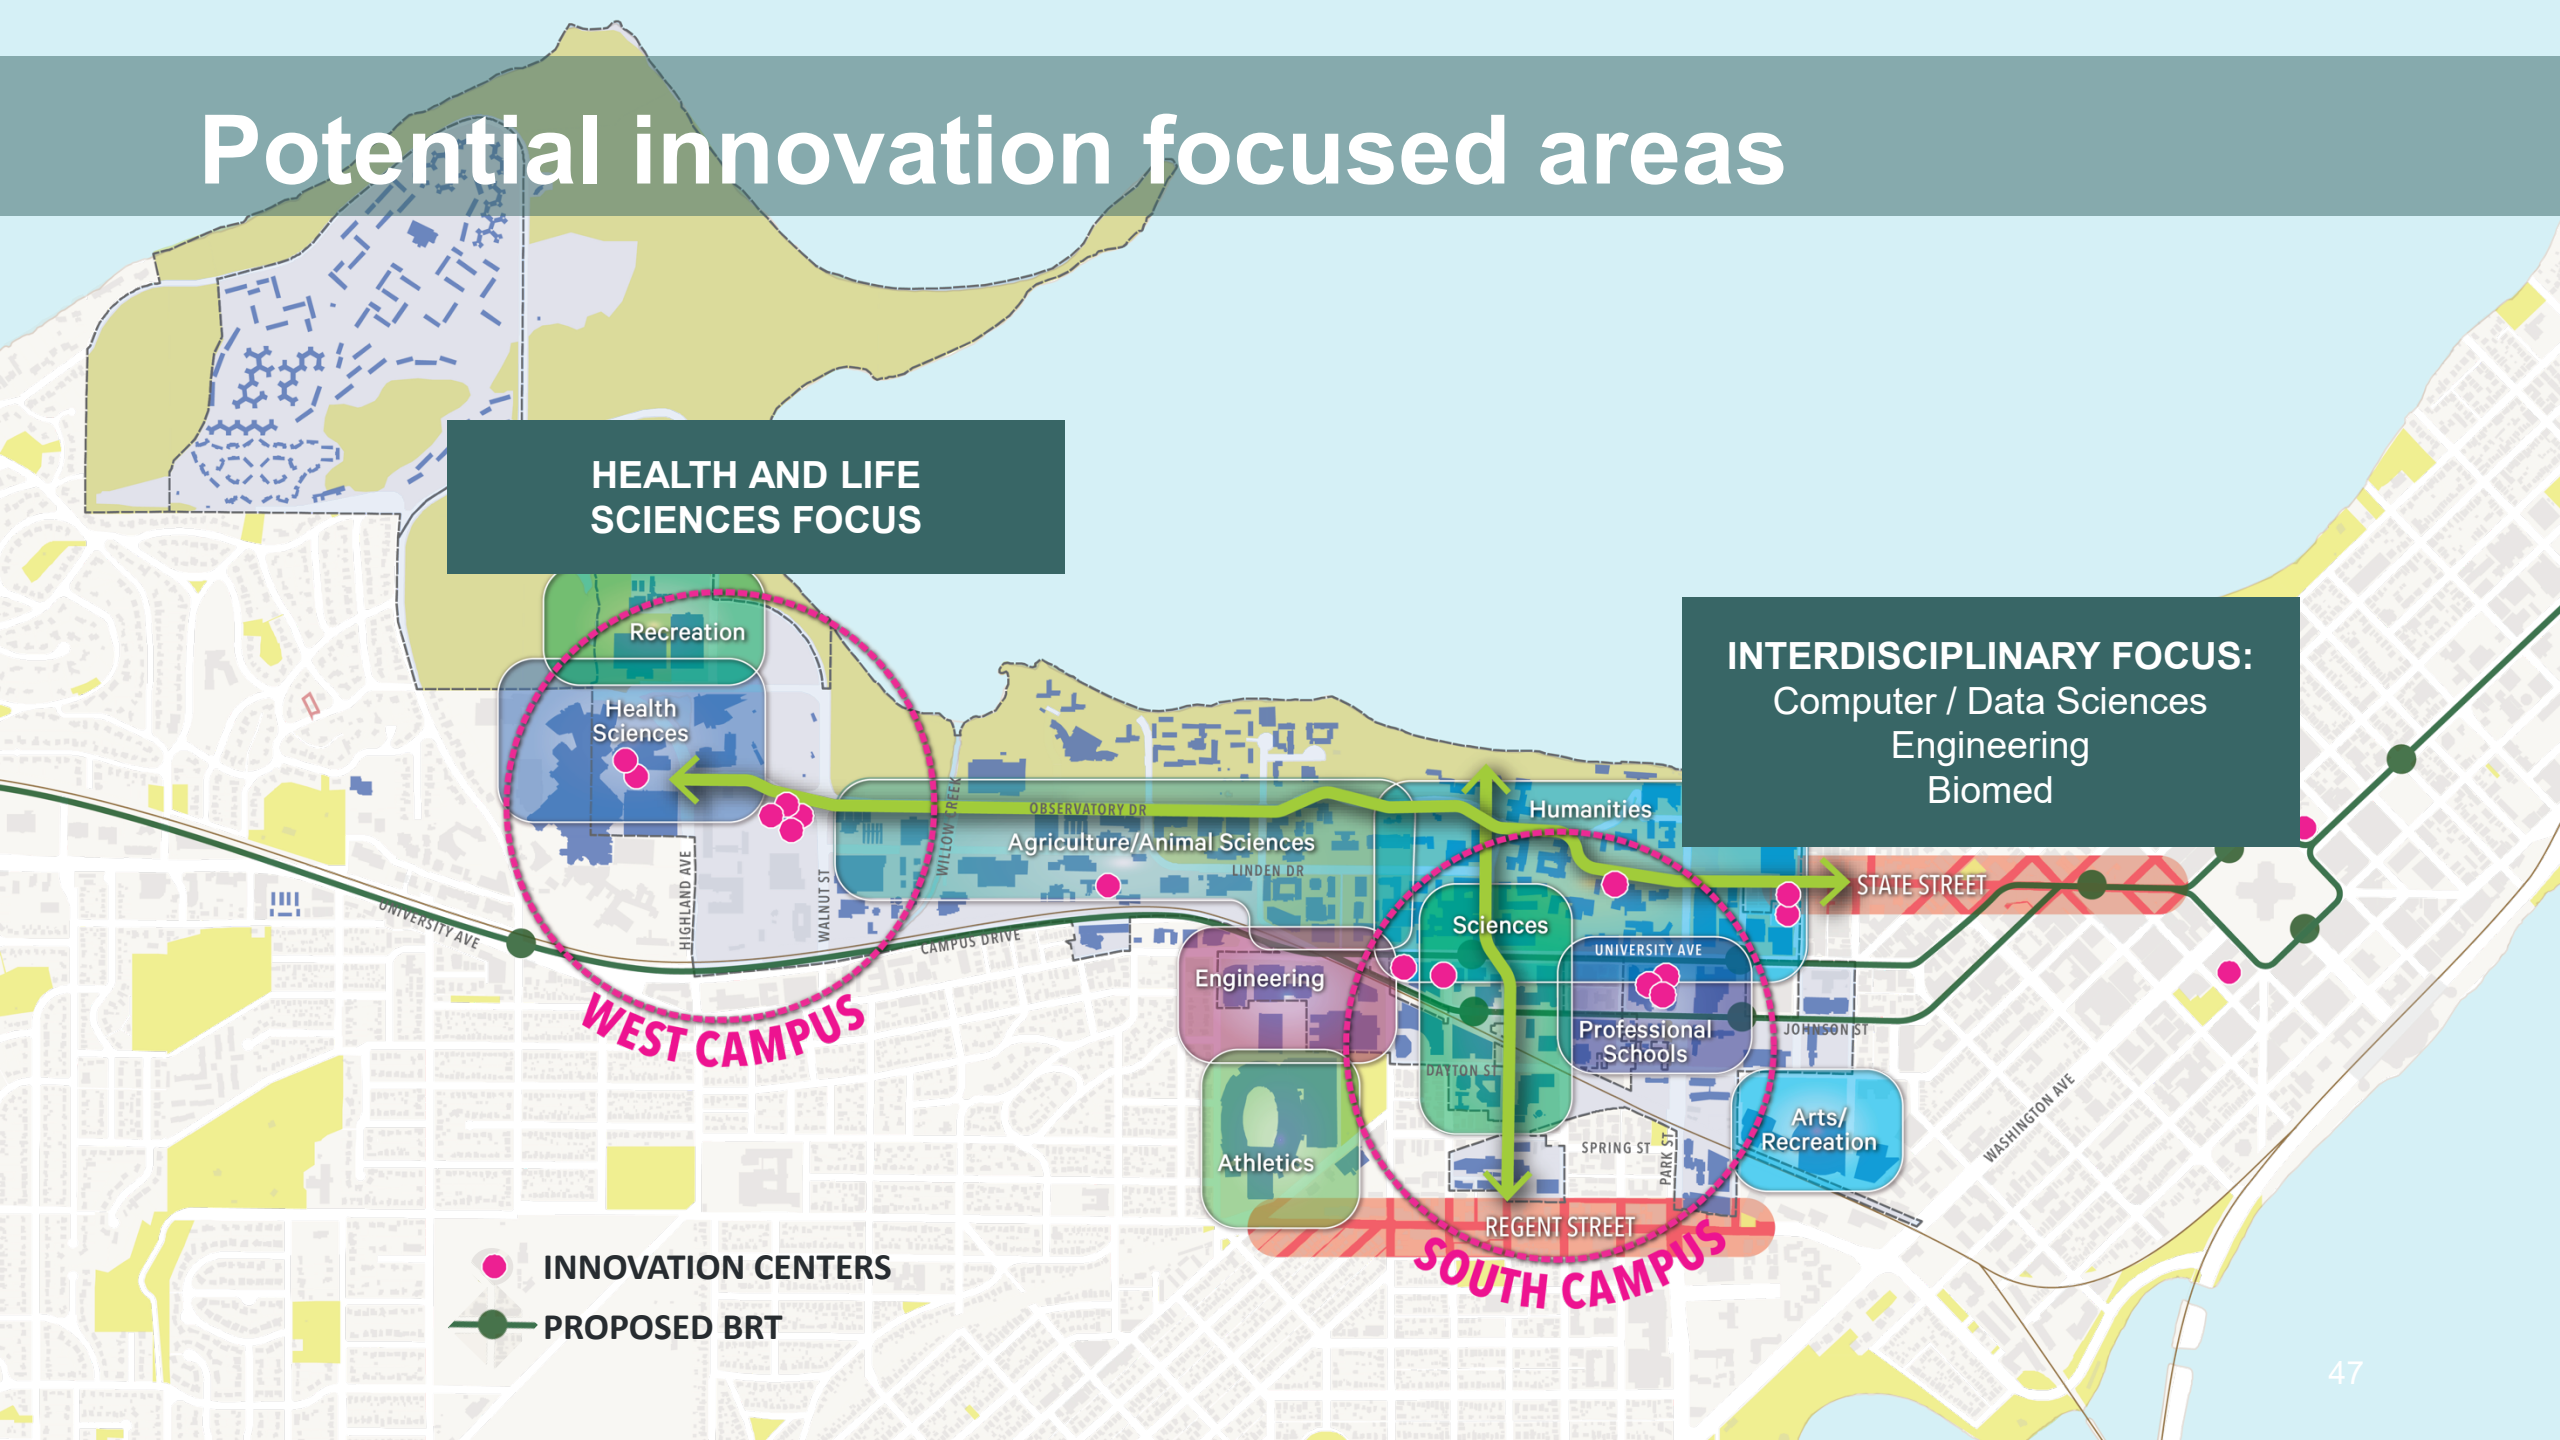 Potential innovation focused areas
HEALTH AND LIFE
SCIENCES FOCUS
INTERDISCIPLINARY FOCUS:
Computer / Data Sciences
Engineering
Biomed
Recreation
Health
Sciences
OBSERVATORY DR
Humanities
Agriculture/Animal Sciences
WILLOW CREEK
LINDEN DR
STATE STREET
HIGHLAND AVE
WALNUT ST
UNIVERSITY AVE
CAMPUS DRIVE
Sciences
UNIVERSITY AVE
Engineering
Professional
Schools
JOHNSON ST
WEST CAMPUS
DAYTON ST
Arts/
Recreation
WASHINGTON AVE
Athletics
SPRING ST
PARK ST
REGENT STREET
SOUTH CAMPUS
INNOVATION CENTERS
PROPOSED BRT
47